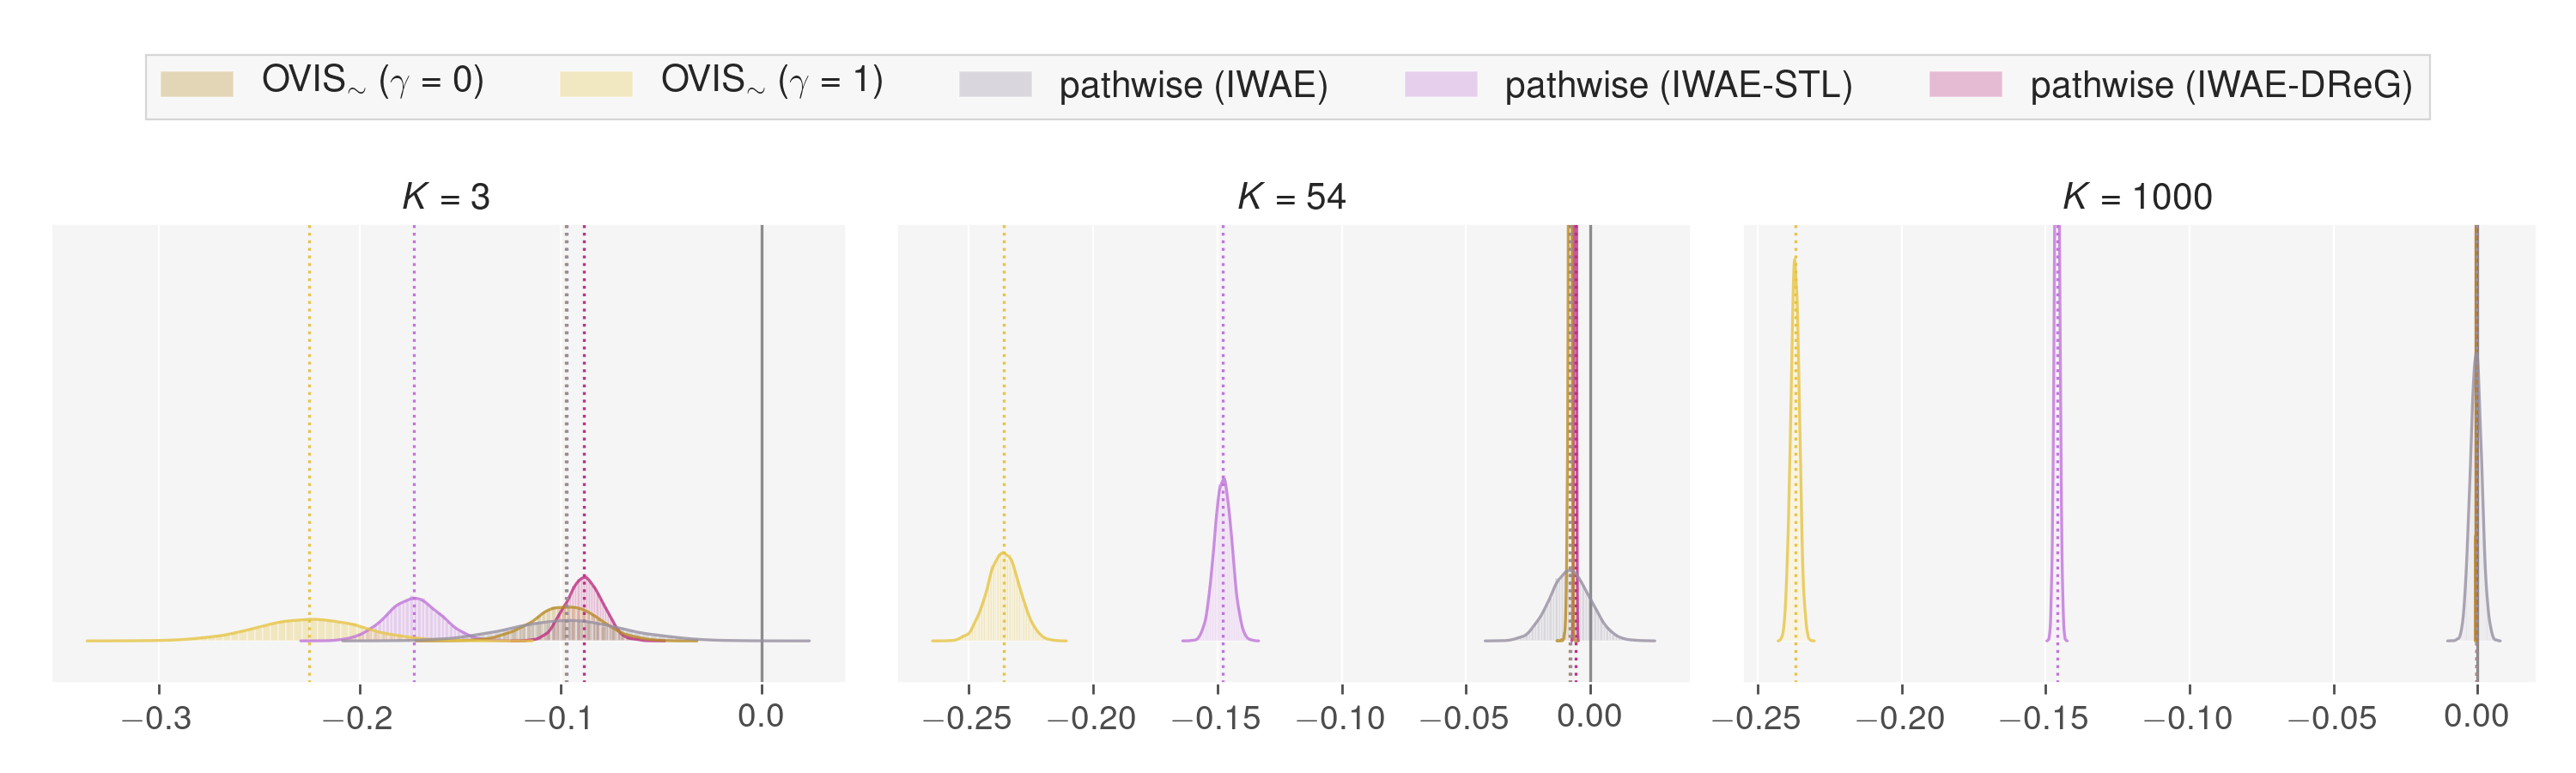 OVIS∼ (γ = 0) OVIS∼ (γ = 1) pathwise (IWAE) pathwise (IWAE-STL) pathwise (IWAE-DReG)
K = 3 K = 54 K = 1000
−0.3 −0.2 −0.1 0.0 −0.25 −0.20 −0.15 −0.10 −0.05 0.00 −0.25 −0.20 −0.15 −0.10 −0.05 0.00